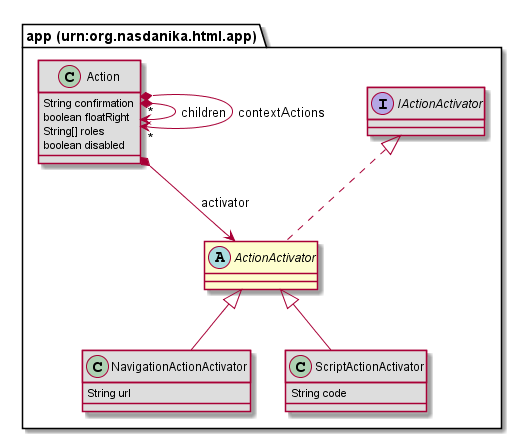 app (urn:org.nasdanika.html.app)
C Action
String confirmation
boolean floatRight
String[] roles
boolean disabled
* children
contextActions
*
I IActionActivator
activator
A ActionActivator
C NavigationActionActivator
String url
C ScriptActionActivator
String code